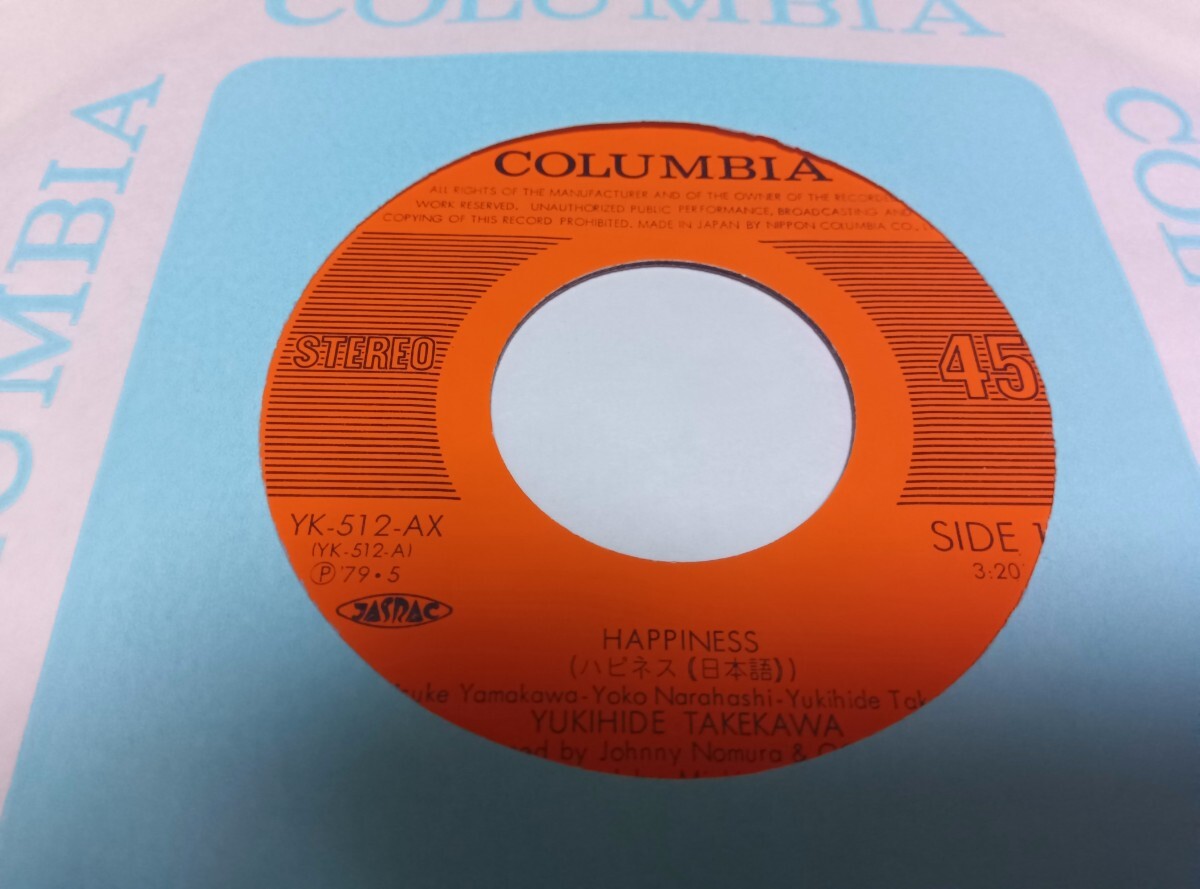 COLUMBIA
COLUMBIA
ALL RIGHTS OF THE MANUFACTURER AND OF THE OWNER OF THE RECORDED
WORK RESERVED. UNAUTHORIZED PUBLIC PERFORMANCE, BROADCASTING AND
COPYING OF THIS RECORD PROHIBITED. MADE IN JAPAN BY NIPPON COLUMBIA CO.,
STEREO
45
YK-512-AX
(YK-512-A)
Ⓟ'79・5
JASRAC
SIDE 1
3:20
HAPPINESS
(ハピネス《日本語》)
Yamakawa-Yoko Narahashi-Yukihide
YUKIHIDE TAKEKAWA
by Johnny Nomura &